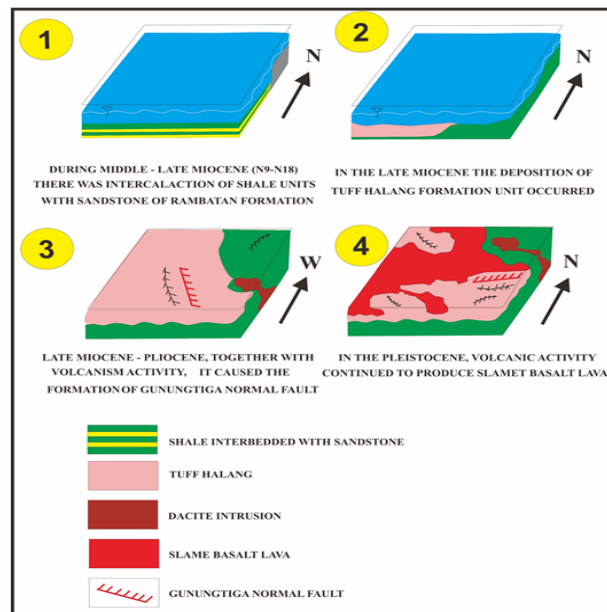 1
N
DURING MIDDLE - LATE MIOCENE (N9-N18)
THERE WAS INTERCALACTION OF SHALE UNITS
WITH SANDSTONE OF RAMBATAN FORMATION
2
N
IN THE LATE MIOCENE THE DEPOSITION OF
TUFF HALANG FORMATION UNIT OCCURRED
3
W
LATE MIOCENE - PLIOCENE, TOGETHER WITH
VOLCANISM ACTIVITY, IT CAUSED THE
FORMATION OF GUNUNGTIGA NORMAL FAULT
4
N
IN THE PLEISTOCENE, VOLCANIC ACTIVITY
CONTINUED TO PRODUCE SLAMET BASALT LAVA
SHALE INTERBEDDED WITH SANDSTONE
TUFF HALANG
DACITE INTRUSION
SLAME BASALT LAVA
GUNUNGTIGA NORMAL FAULT